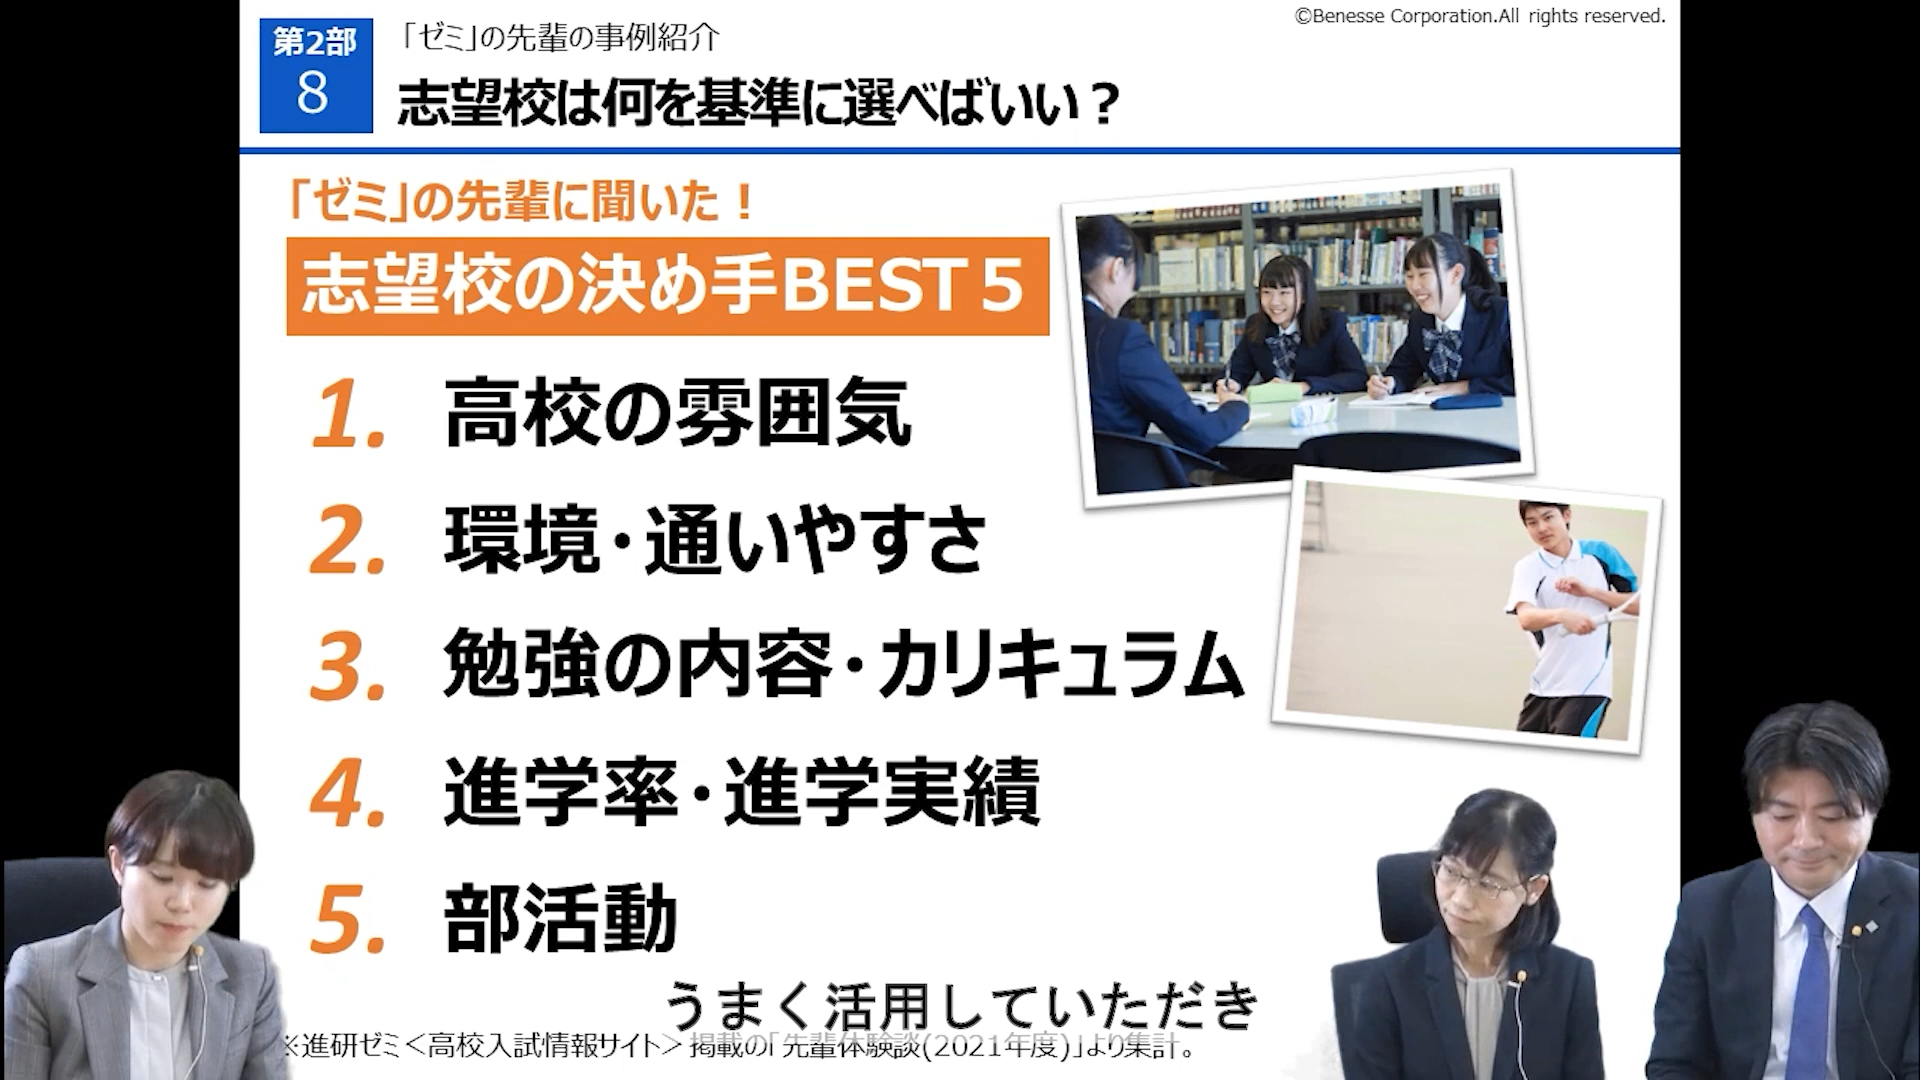 ©Benesse Corporation.All rights reserved.
第2部
8
「ゼミ」の先輩の事例紹介
志望校は何を基準に選べばいい？
「ゼミ」の先輩に聞いた！
志望校の決め手BEST５
1. 高校の雰囲気
2. 環境・通いやすさ
3. 勉強の内容・カリキュラム
4. 進学率・進学実績
5. 部活動
うまく活用していただき
※進研ゼミ＜高校入試情報サイト＞掲載の「先輩体験談(2021年度)」より集計。